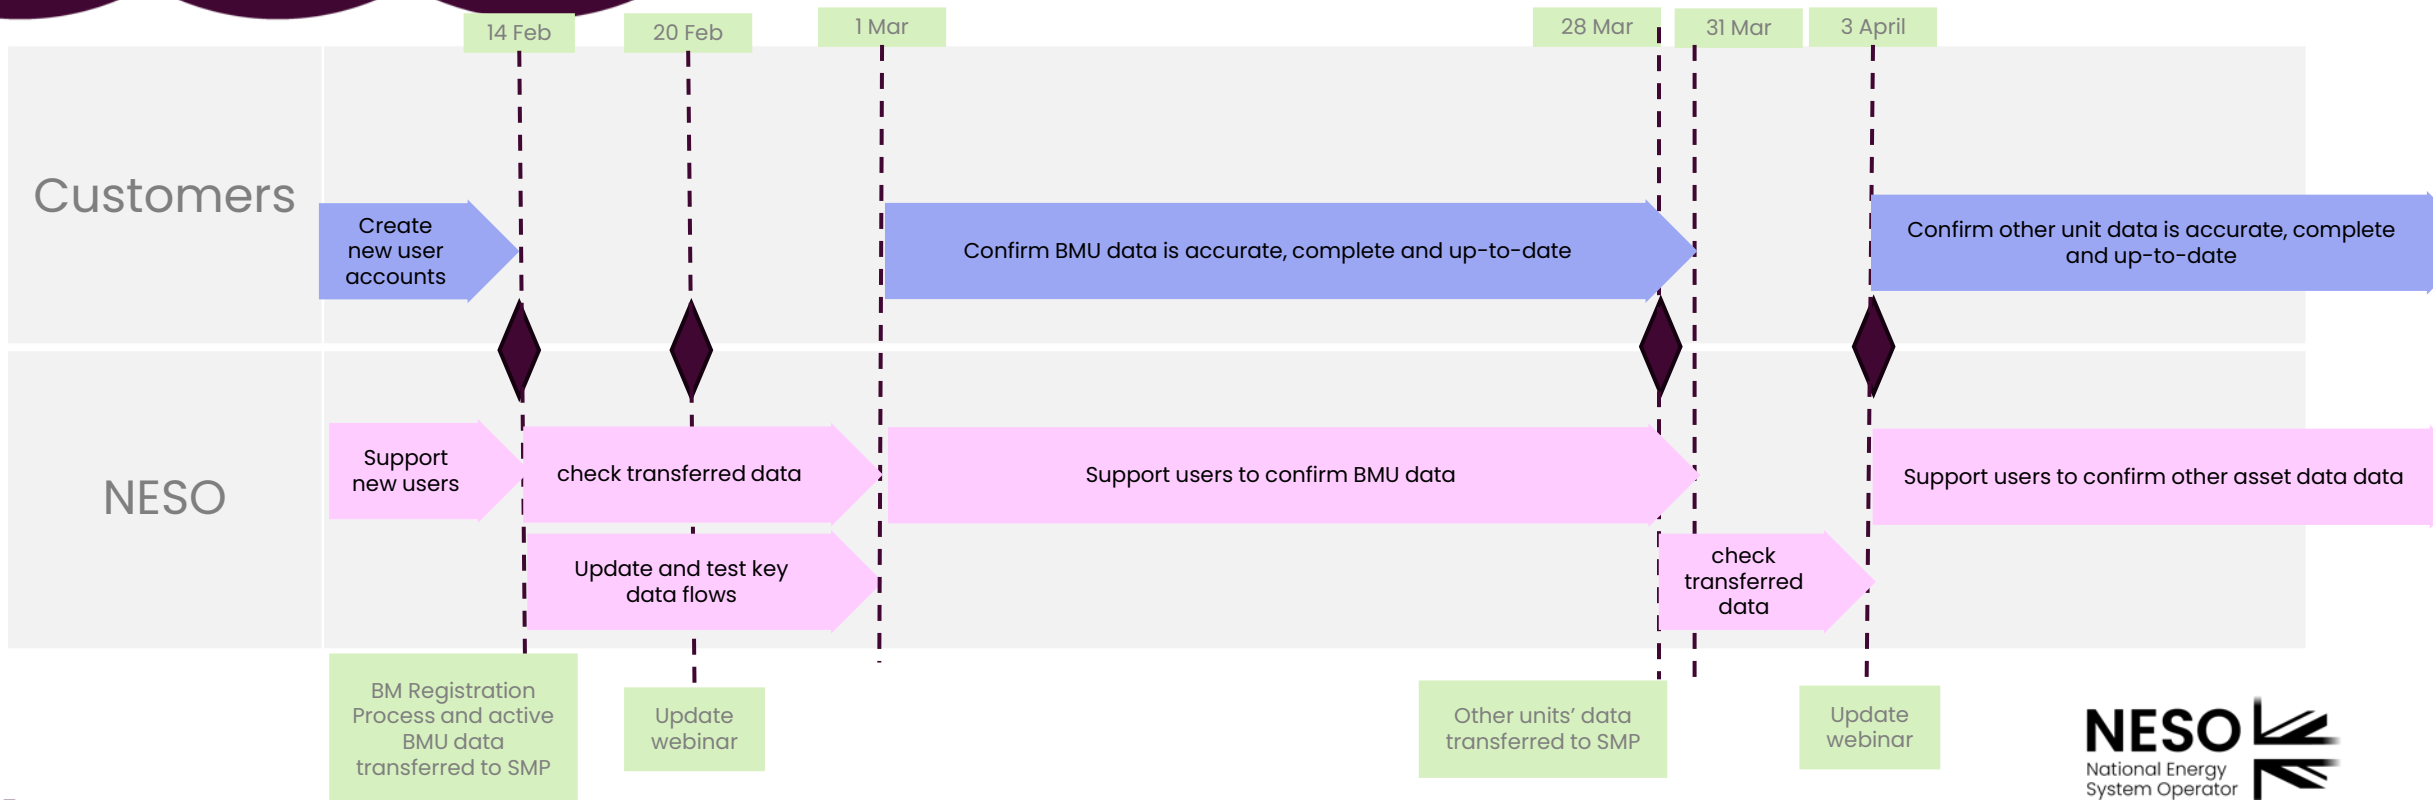 14 Feb
20 Feb
1 Mar
28 Mar
31 Mar
3 April
Customers
Create
new user
accounts
Confirm BMU data is accurate, complete and up-to-date
Confirm other unit data is accurate, complete
and up-to-date
NESO
Support
new users
check transferred data
Support users to confirm BMU data
Support users to confirm other asset data data
Update and test key
data flows
check
transferred
data
BM Registration
Process and active
BMU data
transferred to SMP
Update
webinar
Other units’ data
transferred to SMP
Update
webinar
NESO
National Energy
System Operator